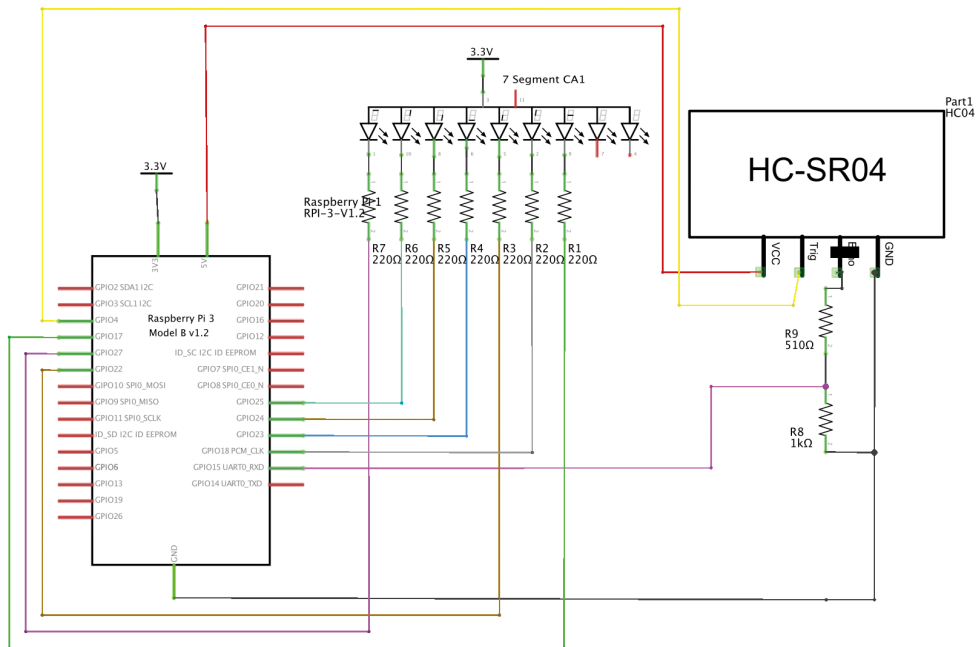 3.3V
7 Segment CA1
11
3
Part1
HC04
HC-SR04
VCC
Trig
GND
3.3V
Raspberry Pi 1
RPI-3-V1.2
R7
220Ω
R6
220Ω
R5
220Ω
R4
220Ω
R3
220Ω
R2
220Ω
R1
220Ω
3V3
5V
Raspberry Pi 3
Model B v1.2
GPIO2 SDA1 I2C
GPIO3 SCL1 I2C
GPIO4
GPIO17
GPIO27
GPIO22
GIPO10 SPI0_MOSI
GPIO9 SPI0_MISO
GPIO11 SPI0_SCLK
ID_SD I2C ID EEPROM
GPIO5
GPIO6
GPIO13
GPIO19
GPIO26
GPIO21
GPIO20
GPIO16
GPIO12
ID_SC I2C ID EEPROM
GPIO7 SPI0_CE1_N
GPIO8 SPI0_CE0_N
GPIO25
GPIO24
GPIO23
GPIO18 PCM_CLK
GPIO15 UART0_RXD
GPIO14 UART0_TXD
GND
R9
510Ω
R8
1kΩ